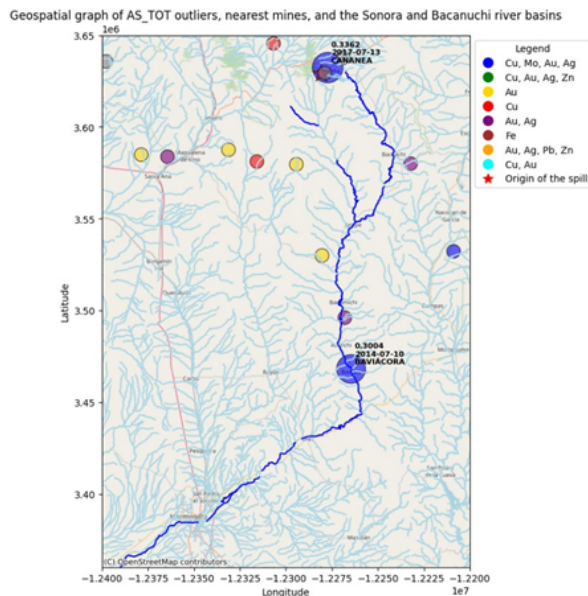 Geospatial graph of AS_TOT outliers, nearest mines, and the Sonora and Bacanuchi river basins
3.65 1e6
0.3362
2017-07-13
CANANEA
Legend
Cu, Mo, Au, Ag
Cu, Au, Ag, Zn
Au
Cu
Au, Ag
Fe
Au, Ag, Pb, Zn
Cu, Au
Origin of the spill
3.60
Santa Ana
3.55
Latitude
3.50
0.3004
2014-07-10
BAVIÁCORA
3.45
3.40
(C) OpenStreetMap contributors
−1.2400 −1.2375 −1.2350 −1.2325 −1.2300 −1.2275 −1.2250 −1.2225 −1.2200
1e7
Longitude